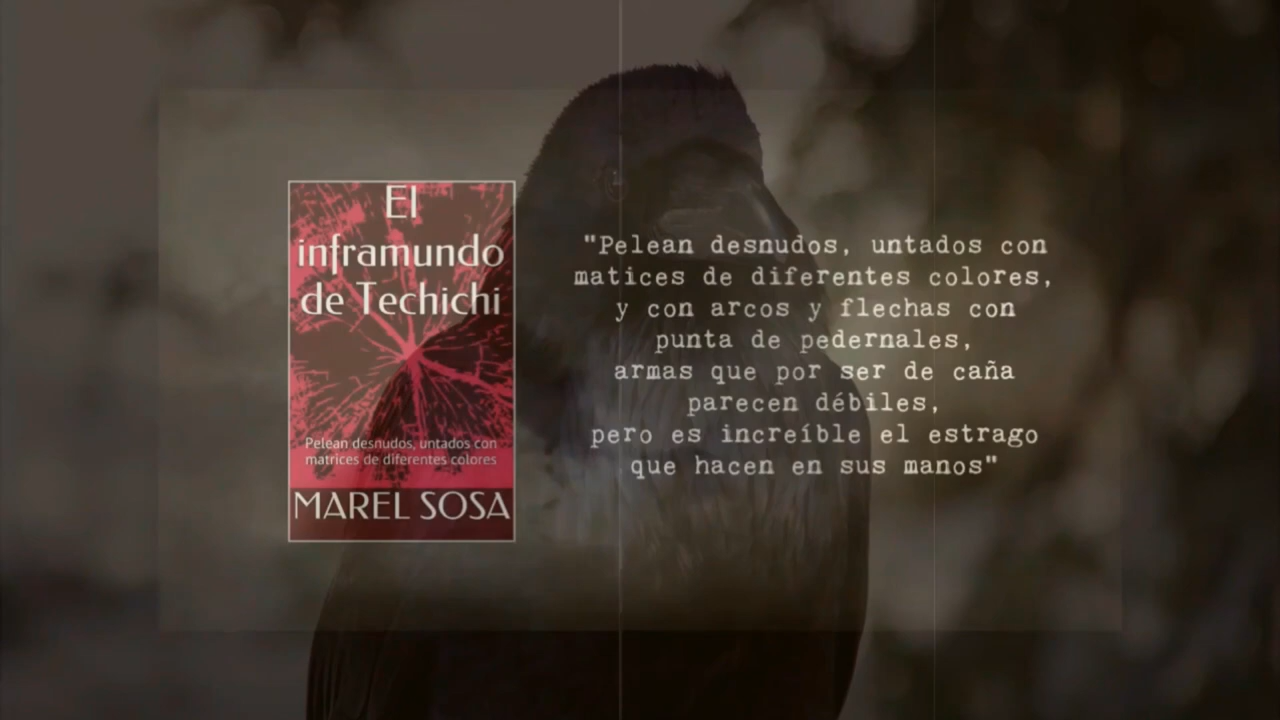 El
inframundo
de Techichi
Pelean desnudos, untados con
matrices de diferentes colores
MAREL SOSA
"Pelean desnudos, untados con
matices de diferentes colores,
y con arcos y flechas con
punta de pedernales,
armas que por ser de caña
parecen débiles,
pero es increíble el estrago
que hacen en sus manos"